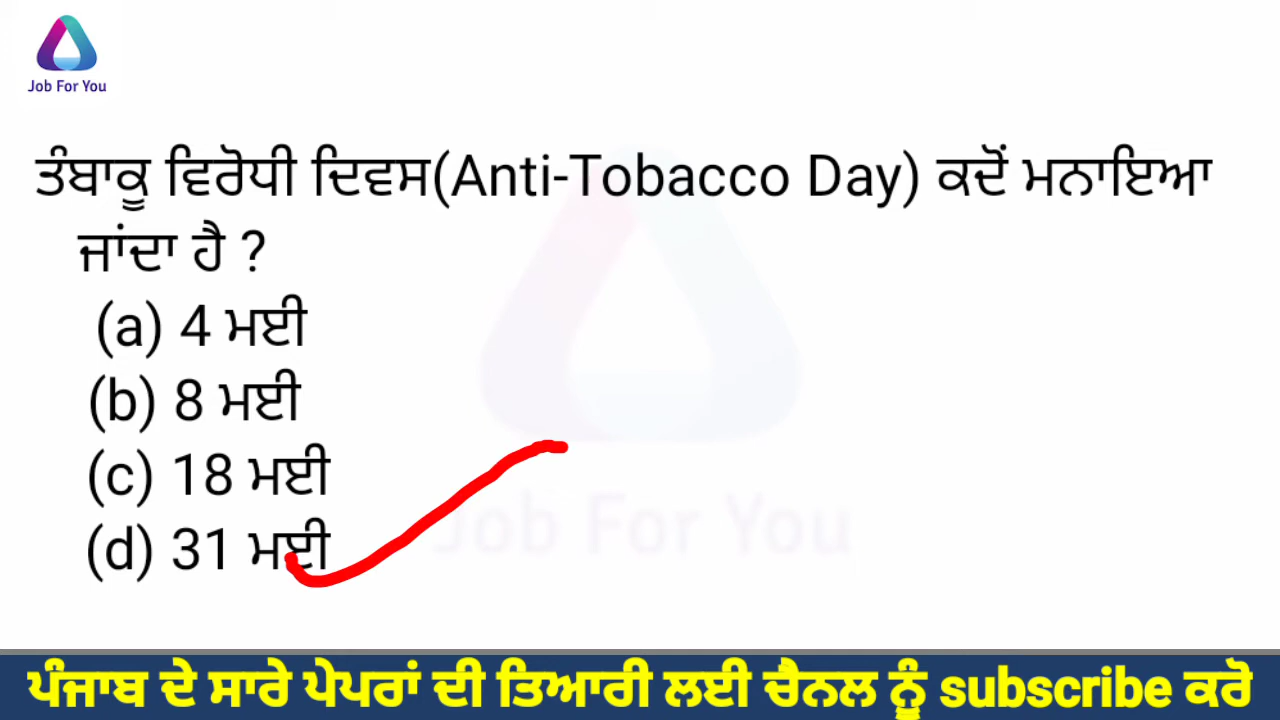 Job For You
ਤੰਬਾਕੂ ਵਿਰੋਧੀ ਦਿਵਸ(Anti-Tobacco Day) ਕਦੋਂ ਮਨਾਇਆ
ਜਾਂਦਾ ਹੈ ?
(a) 4 ਮਈ
(b) 8 ਮਈ
(c) 18 ਮਈ
(d) 31 ਮਈ
Job For You
ਪੰਜਾਬ ਦੇ ਸਾਰੇ ਪੇਪਰਾਂ ਦੀ ਤਿਆਰੀ ਲਈ ਚੈਨਲ ਨੂੰ subscribe ਕਰੋ